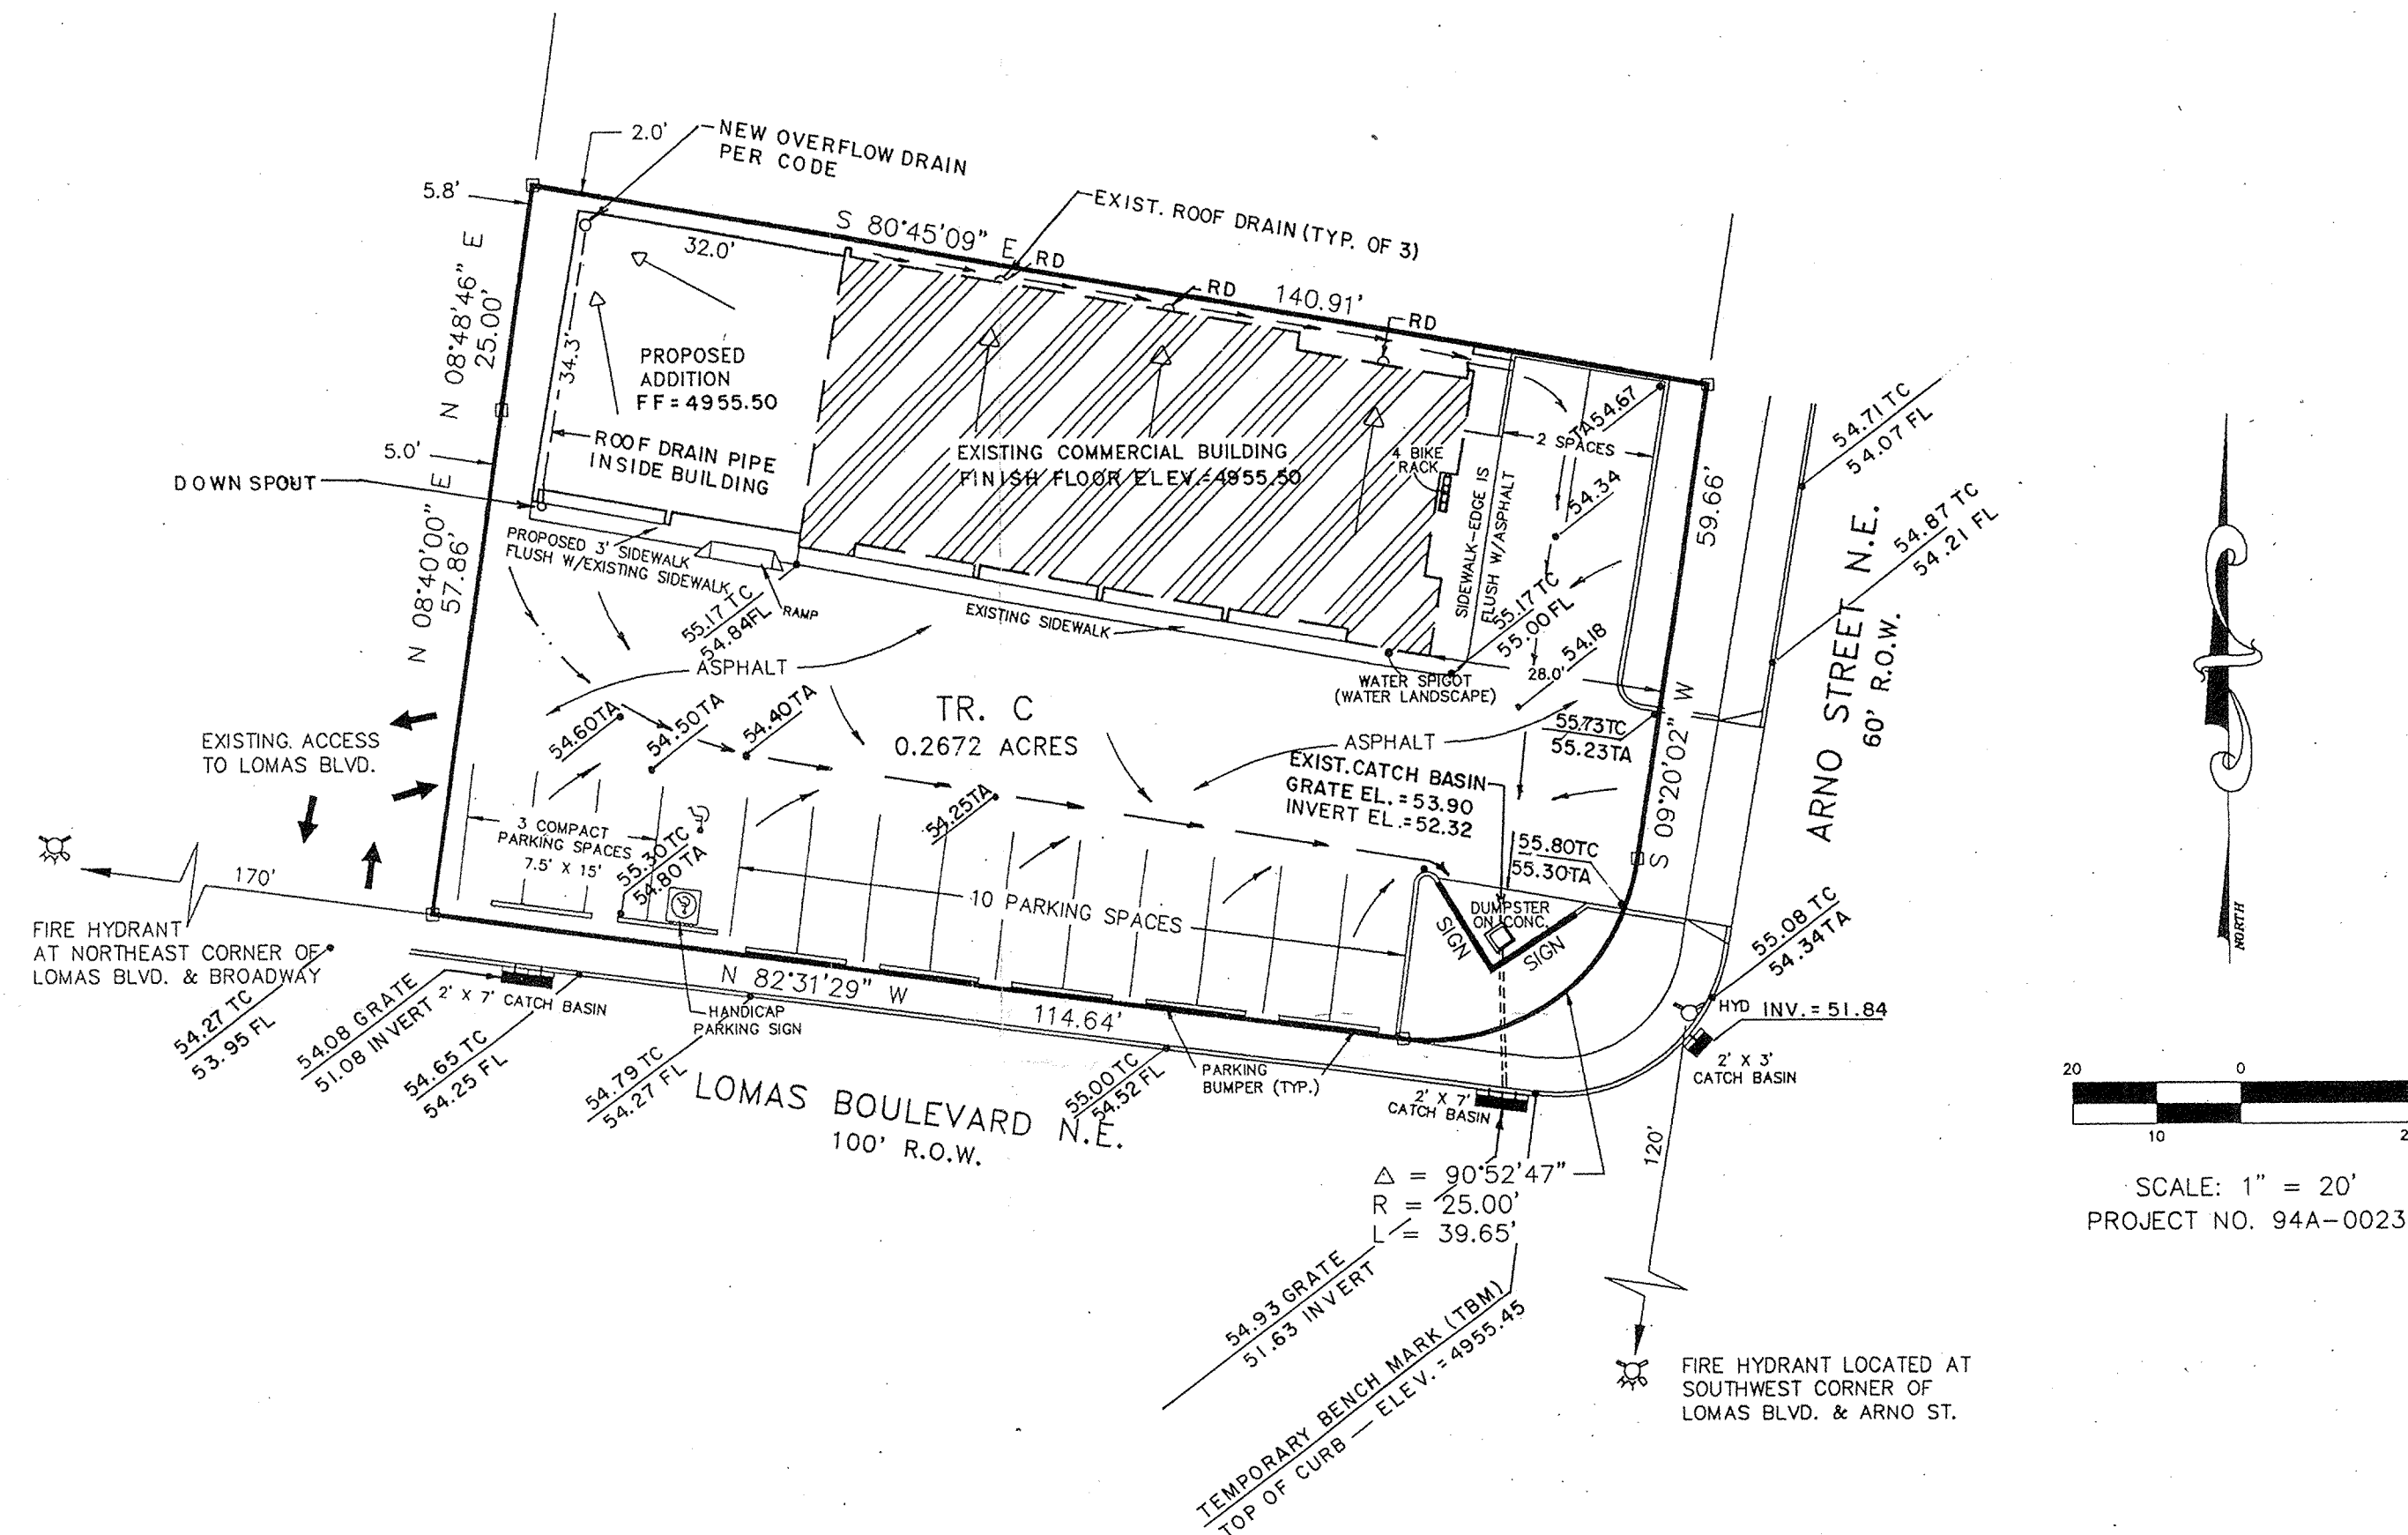 2.0'
NEW OVERFLOW DRAIN
PER CODE
5.8'
EXIST. ROOF DRAIN (TYP. OF 3)
S 80°45'09" E
140.91'
32.0'
RD
RD
RD
N 08°48'46" E
25.00'
34.3'
PROPOSED
ADDITION
FF=4955.50
ROOF DRAIN PIPE
INSIDE BUILDING
EXISTING COMMERCIAL BUILDING
FINISH FLOOR ELEV.=4955.50
4 BIKE
RACK
2 SPACES
TA54.67
54.34
SIDEWALK-EDGE IS
FLUSH W/ASPHALT
59.66'
54.71 TC
54.07 FL
54.87 TC
54.21 FL
5.0'
DOWN SPOUT
N 08°40'00" E
57.86'
PROPOSED 3' SIDEWALK
FLUSH W/EXISTING SIDEWALK
RAMP
55.17 TC
54.84FL
EXISTING SIDEWALK
55.17TC
55.00FL
54.18
28.0'
WATER SPIGOT
(WATER LANDSCAPE)
ASPHALT
54.60TA
54.50TA
54.40TA
TR. C
0.2672 ACRES
ASPHALT
55.73TC
55.23TA
S 09°20'02" W
ARNO STREET N.E.
60' R.O.W.
EXISTING ACCESS
TO LOMAS BLVD.
EXIST. CATCH BASIN
GRATE EL.=53.90
INVERT EL.=52.32
54.25TA
3 COMPACT
PARKING SPACES
7.5' X 15'
55.30TC
54.80TA
10 PARKING SPACES
55.80TC
55.30TA
DUMPSTER
ON CONC.
SIGN
SIGN
170'
FIRE HYDRANT
AT NORTHEAST CORNER OF
LOMAS BLVD. & BROADWAY
55.08 TC
54.34TA
HYD
INV.=51.84
2' X 3'
CATCH BASIN
N 82°31'29" W
114.64'
2' X 7' CATCH BASIN
HANDICAP
PARKING SIGN
54.27 TC
53.95 FL
54.08 GRATE
51.08 INVERT
54.65 TC
54.25 FL
54.79TC
54.27 FL
55.00TC
54.52FL
PARKING
BUMPER (TYP.)
2' X 7'
CATCH BASIN
LOMAS BOULEVARD N.E.
100' R.O.W.
120'
△ = 90°52'47"
R = 25.00'
L = 39.65'
54.93 GRATE
51.63 INVERT
TEMPORARY BENCH MARK (TBM)
TOP OF CURB — ELEV.=4955.45
FIRE HYDRANT LOCATED AT
SOUTHWEST CORNER OF
LOMAS BLVD. & ARNO ST.
NORTH
20
0
10
2
SCALE: 1" = 20'
PROJECT NO. 94A-0023